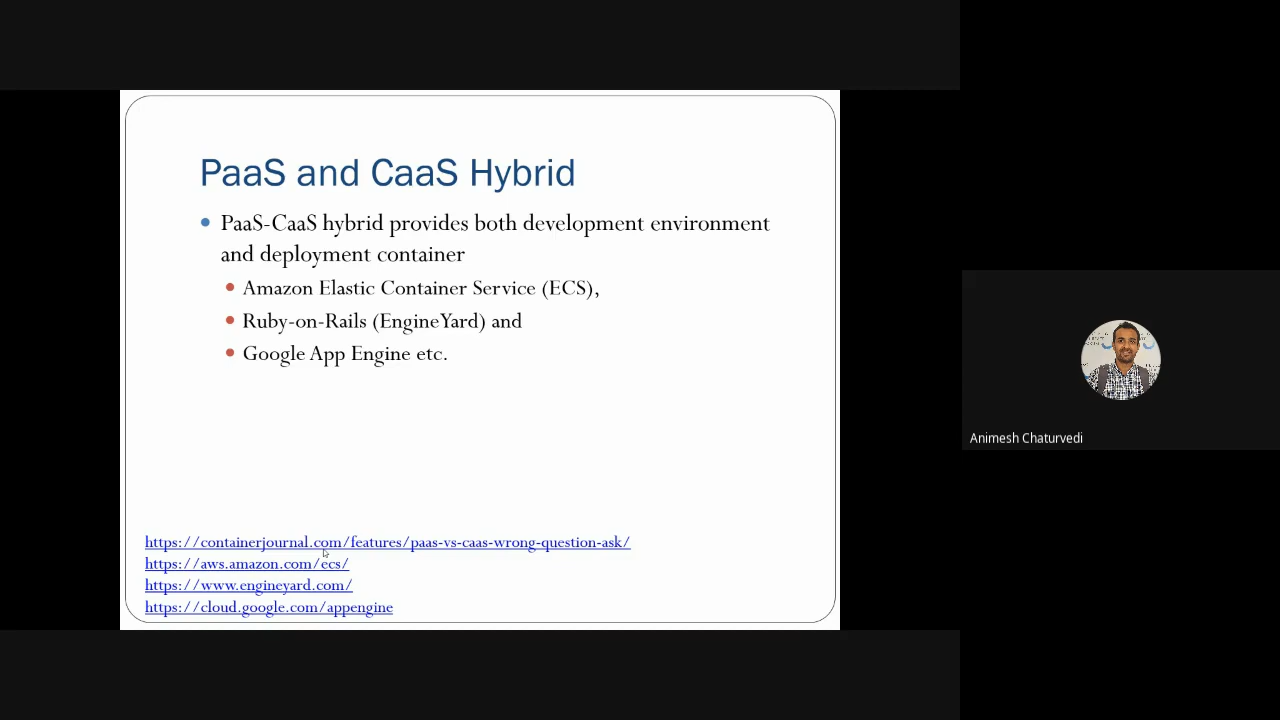 PaaS and CaaS Hybrid
PaaS-CaaS hybrid provides both development environment
and deployment container
Amazon Elastic Container Service (ECS),
Ruby-on-Rails (EngineYard) and
Google App Engine etc.
https://containerjournal.com/features/paas-vs-caas-wrong-question-ask/
https://aws.amazon.com/ecs/
https://www.engineyard.com/
https://cloud.google.com/appengine
Animesh Chaturvedi